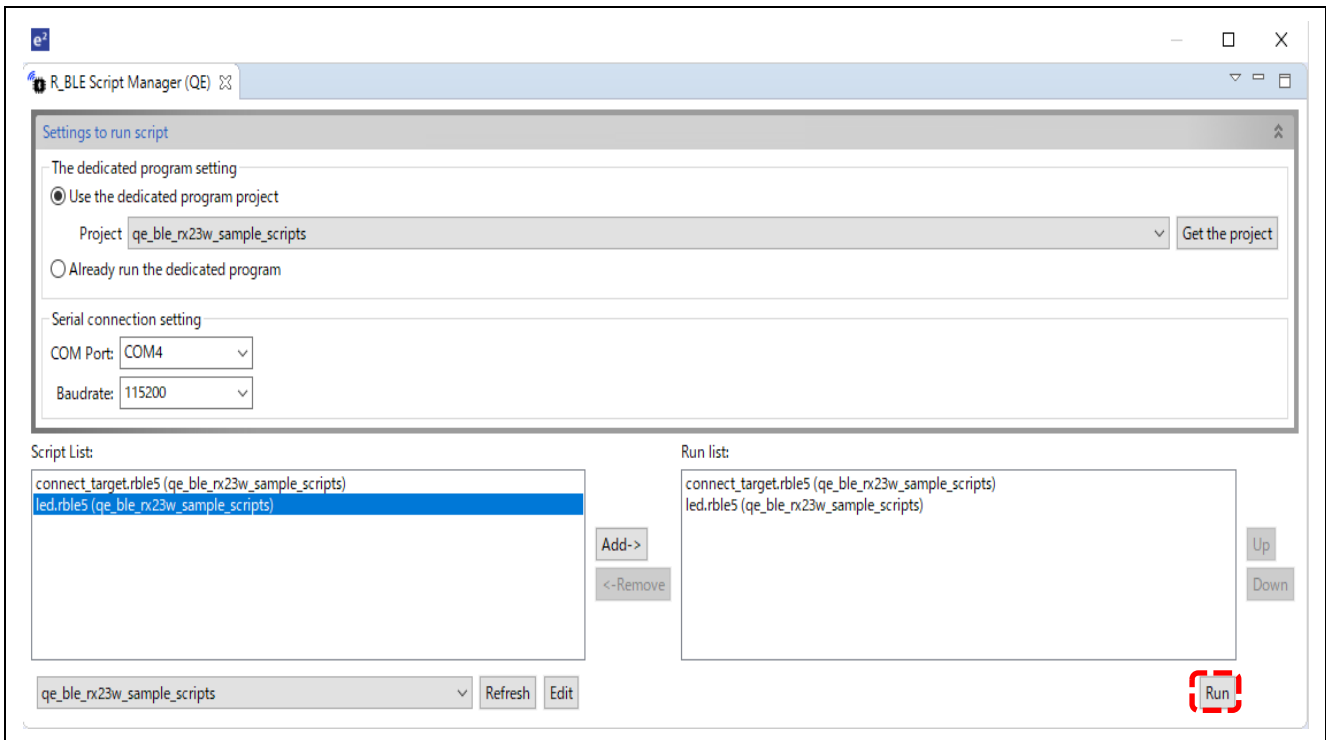 e²
R_BLE Script Manager (QE)
Settings to run script
The dedicated program setting
Use the dedicated program project
Project qe_ble_rx23w_sample_scripts Get the project
Already run the dedicated program
Serial connection setting
COM Port: COM4
Baudrate: 115200
Script List:
connect_target.rble5 (qe_ble_rx23w_sample_scripts)
led.rble5 (qe_ble_rx23w_sample_scripts)
Add->
<-Remove
Run list:
connect_target.rble5 (qe_ble_rx23w_sample_scripts)
led.rble5 (qe_ble_rx23w_sample_scripts)
Up
Down
qe_ble_rx23w_sample_scripts Refresh Edit
Run